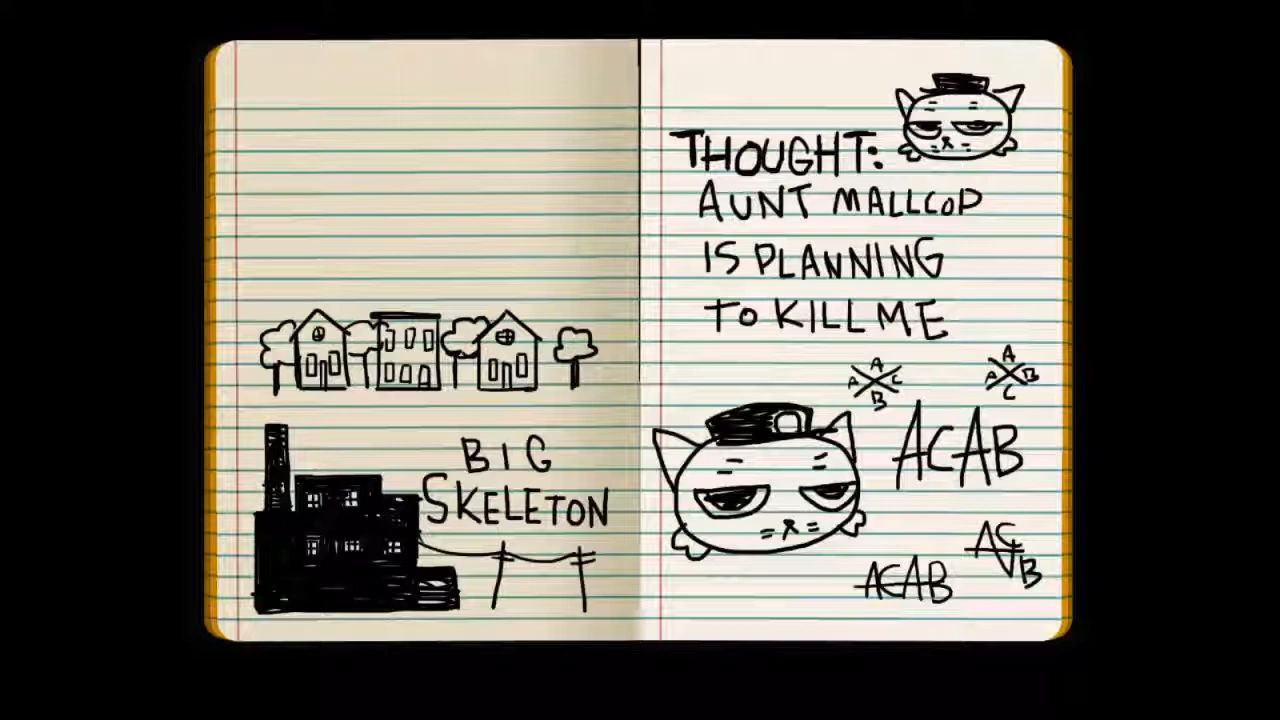 BIG
SKELETON
THOUGHT:
AUNT MALLCOP
IS PLANNING
TO KILL ME
A
A C
B
A
A B
C
ACAB
ACAB
ACAB